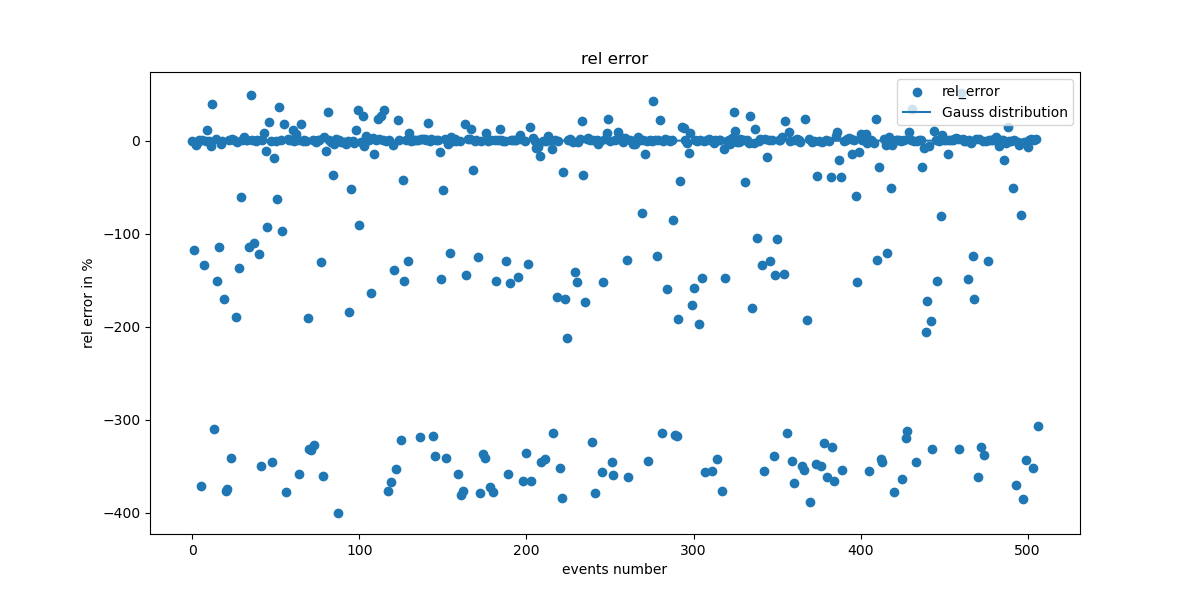 rel error
rel_error
Gauss distribution
0
−100
−200
−300
−400
rel error in %
0
100
200
300
400
500
events number